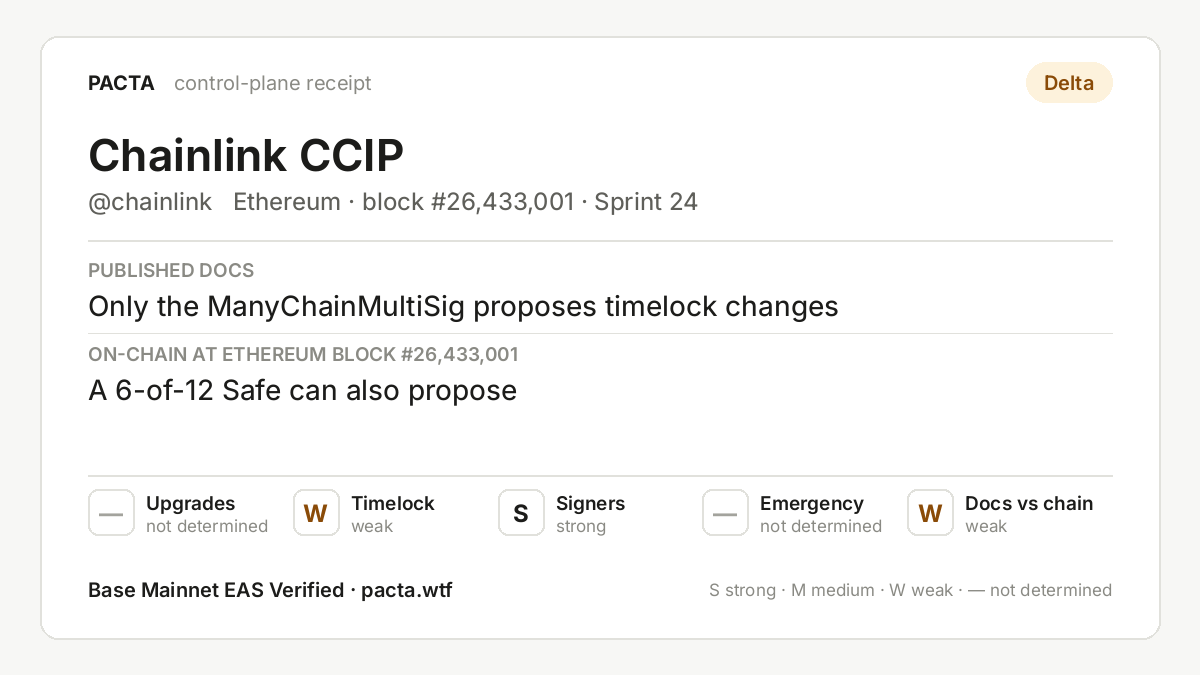 PACTA control-plane receipt Delta
Chainlink CCIP
@chainlink Ethereum · block #26,433,001 · Sprint 24
PUBLISHED DOCS
Only the ManyChainMultiSig proposes timelock changes
ON-CHAIN AT ETHEREUM BLOCK #26,433,001
A 6-of-12 Safe can also propose
— Upgrades
not determined
W Timelock
weak
S Signers
strong
— Emergency
not determined
W Docs vs chain
weak
Base Mainnet EAS Verified · pacta.wtf
S strong · M medium · W weak · — not determined